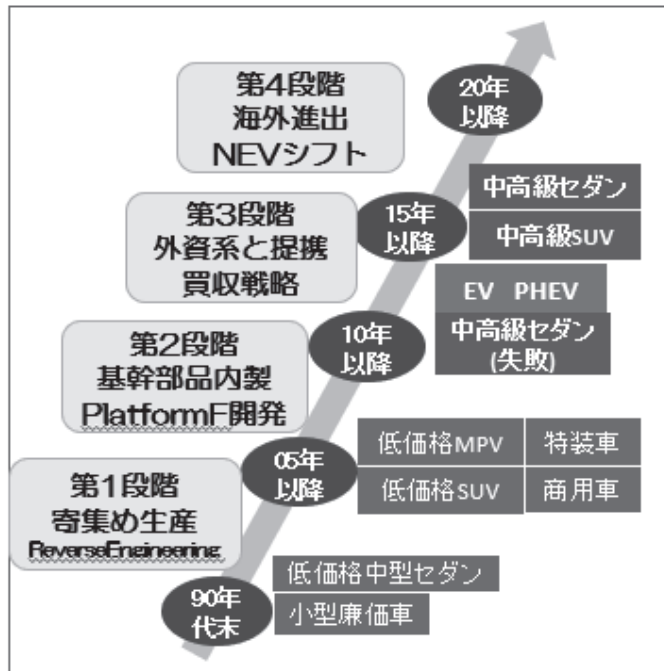 第4段階
海外進出
NEVシフト
20年
以降
第3段階
外資系と提携
買収戦略
15年
以降
中高級セダン
中高級SUV
EV PHEV
中高級セダン
(失敗)
第2段階
基幹部品内製
PlatformF開発
10年
以降
低価格MPV
特装車
低価格SUV
商用車
05年
以降
第1段階
寄集め生産
ReverseEngineering
低価格中型セダン
小型廉価車
90年
代末